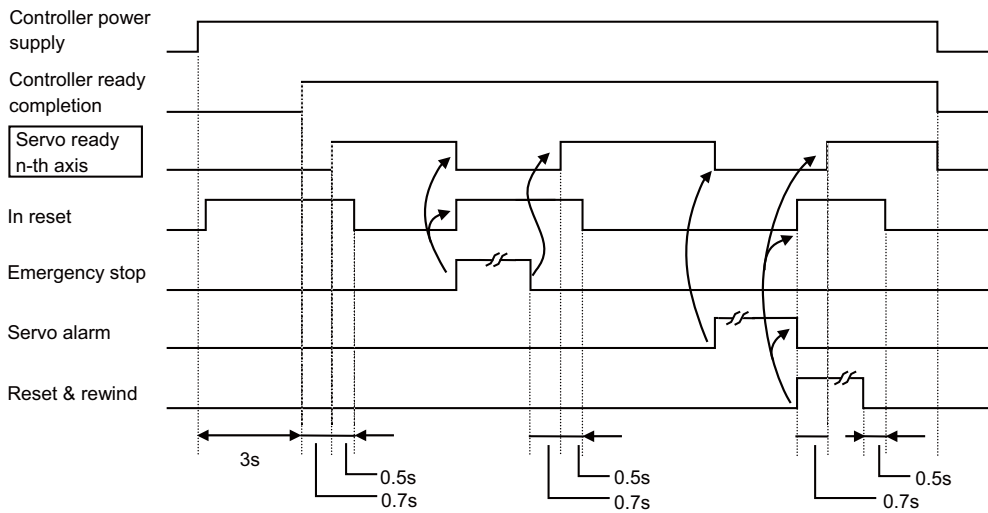 Controller power
supply
Controller ready
completion
Servo ready
n-th axis
In reset
Emergency stop
Servo alarm
Reset & rewind
3s
0.5s
0.7s
0.5s
0.7s
0.5s
0.7s